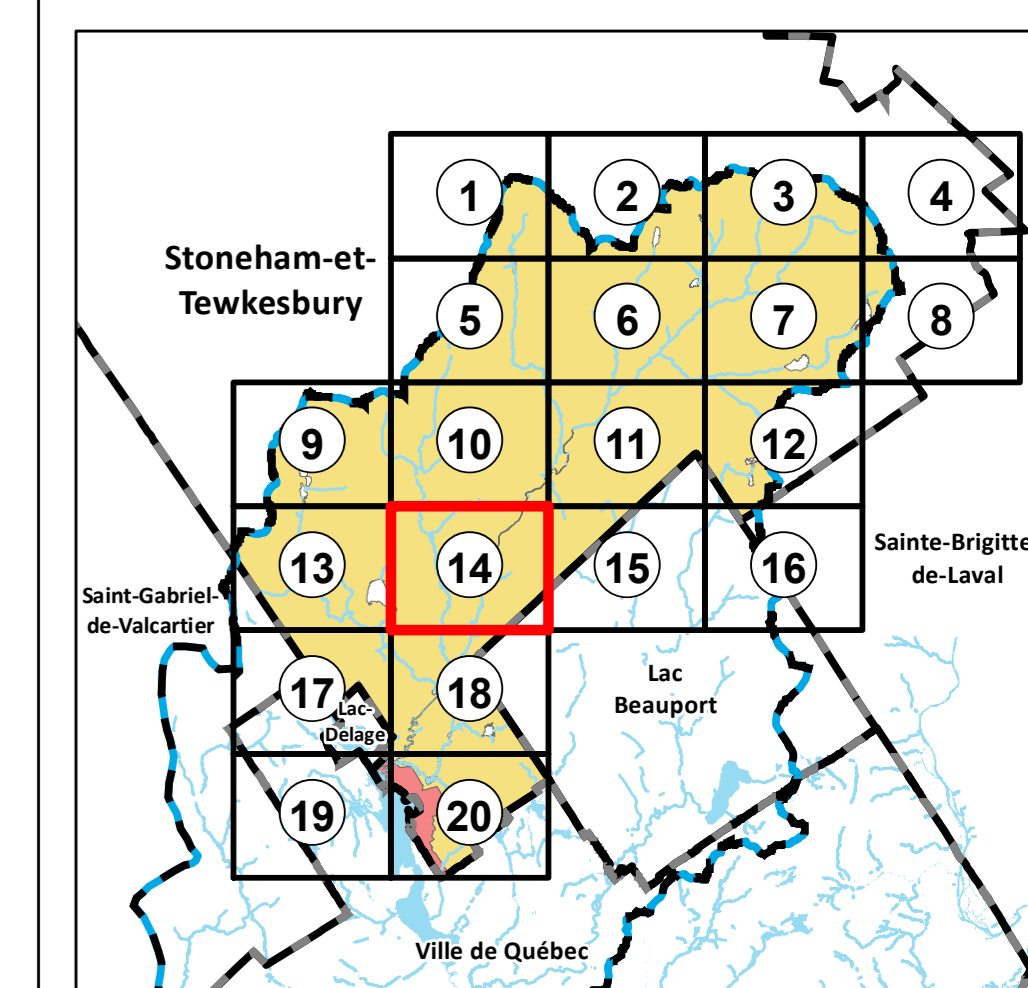 1
2
3
4
Stoneham-et-
Tewkesbury
5
6
7
8
9
10
11
12
13
14
15
16
Sainte-Brigitte
de-Laval
Saint-Gabriel-
de-Valcartier
17
Lac-
Delage
18
Lac
Beauport
19
20
Ville de Québec